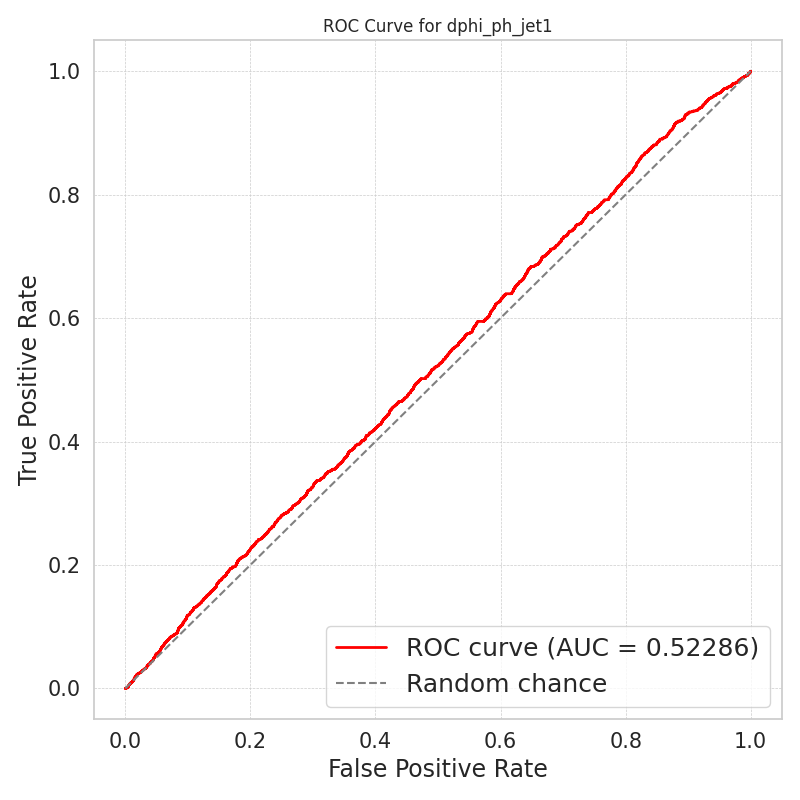 ROC Curve for dphi_ph_jet1
1.0
0.8
0.6
0.4
0.2
0.0
True Positive Rate
ROC curve (AUC = 0.52286)
Random chance
0.0 0.2 0.4 0.6 0.8 1.0
False Positive Rate